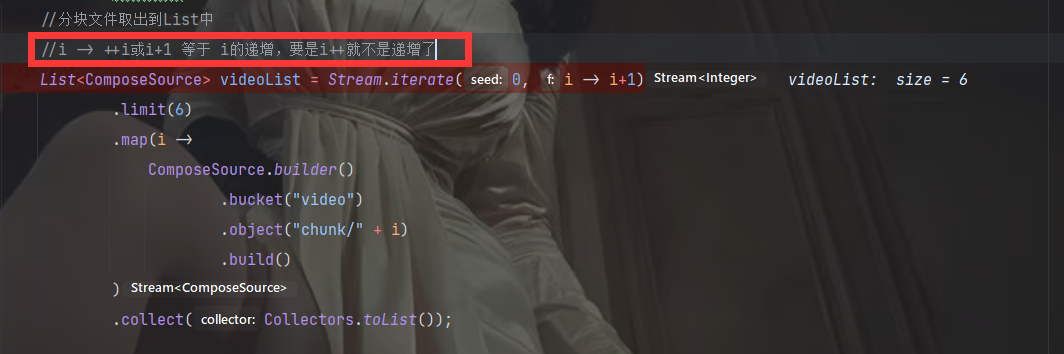 //分块文件取出到List中
//i -> ++i或i+1 等于 i的递增，要是i++就不是递增了
List<ComposeSource> videoList = Stream.iterate( seed: 0, f: i -> i+1) Stream<Integer> videoList: size = 6
.limit(6)
.map(i ->
ComposeSource.builder()
.bucket("video")
.object("chunk/" + i)
.build()
) Stream<ComposeSource>
.collect( collector: Collectors.toList());